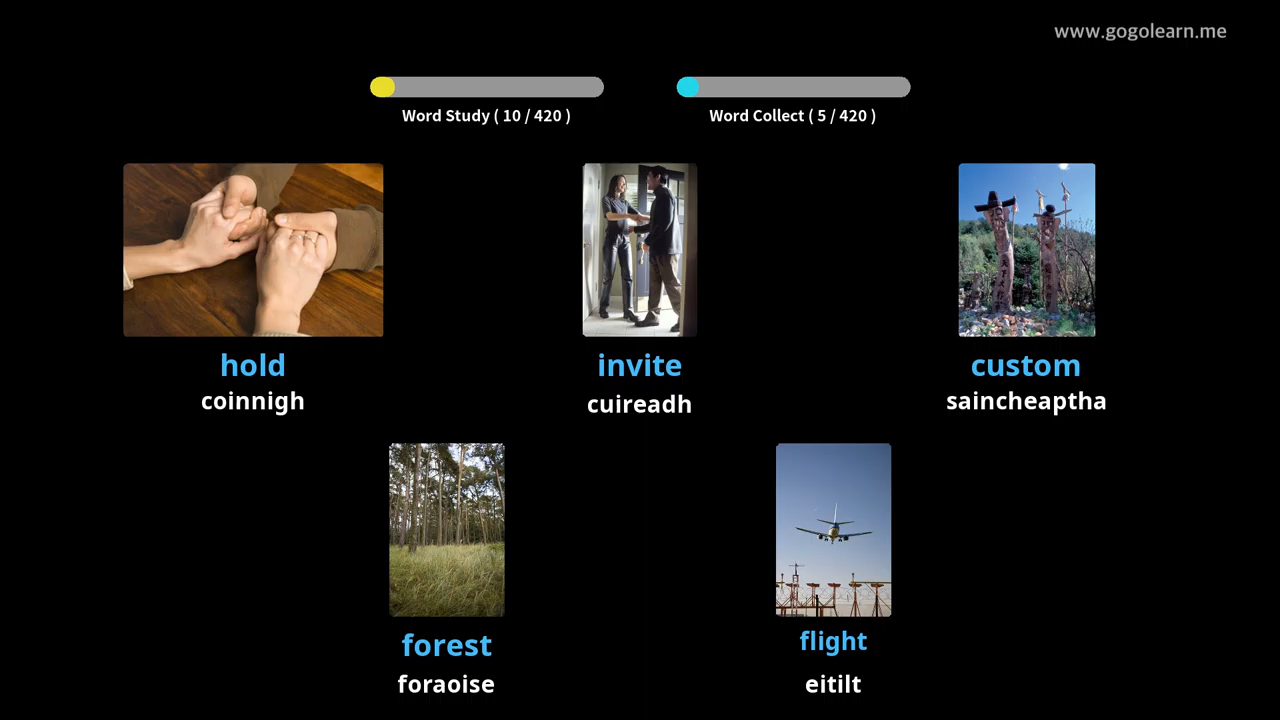 www.gogolearn.me
Word Study ( 10 / 420 )
Word Collect ( 5 / 420 )
hold
coinnigh
invite
cuireadh
custom
saincheaptha
forest
foraoise
flight
eitilt